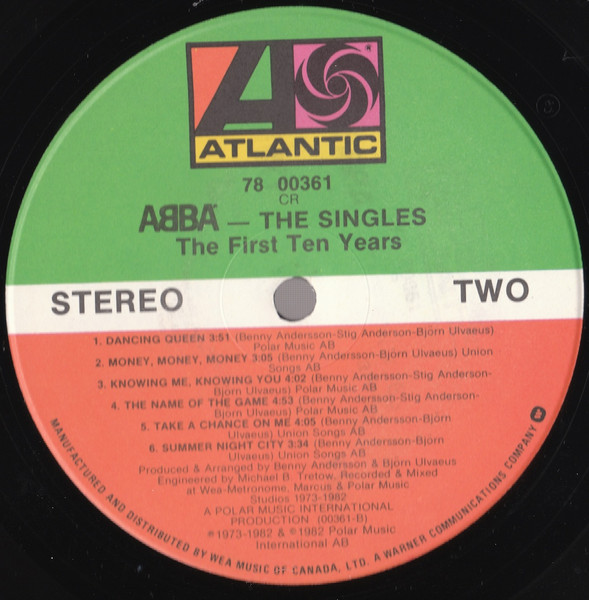 ATLANTIC
78 00361
CR
ABBA — THE SINGLES
The First Ten Years
STEREO
TWO
1. DANCING QUEEN 3:51 (Benny Andersson-Stig Anderson-Björn Ulvaeus)
Polar Music AB
2. MONEY, MONEY, MONEY 3:05 (Benny Andersson-Björn Ulvaeus) Union
Songs AB
3. KNOWING ME, KNOWING YOU 4:02 (Benny Andersson-Stig Anderson-
Björn Ulvaeus) Polar Music AB
4. THE NAME OF THE GAME 4:53 (Benny Andersson-Stig Anderson-
Björn Ulvaeus) Polar Music AB
5. TAKE A CHANCE ON ME 4:05 (Benny Andersson-Björn
Ulvaeus) Union Songs AB
6. SUMMER NIGHT CITY 3:34 (Benny Andersson-Björn
Ulvaeus) Union Songs AB
Produced & Arranged by Benny Andersson & Björn Ulvaeus
Engineered by Michael B. Tretow, Recorded & Mixed
at Wea-Metronome, Marcus & Polar Music
Studios 1973-1982
A POLAR MUSIC INTERNATIONAL
PRODUCTION (00361-B)
℗1973-1982 & ©1982 Polar Music
International AB
MANUFACTURED AND DISTRIBUTED BY WEA MUSIC OF CANADA, LTD. A WARNER COMMUNICATIONS COMPANY